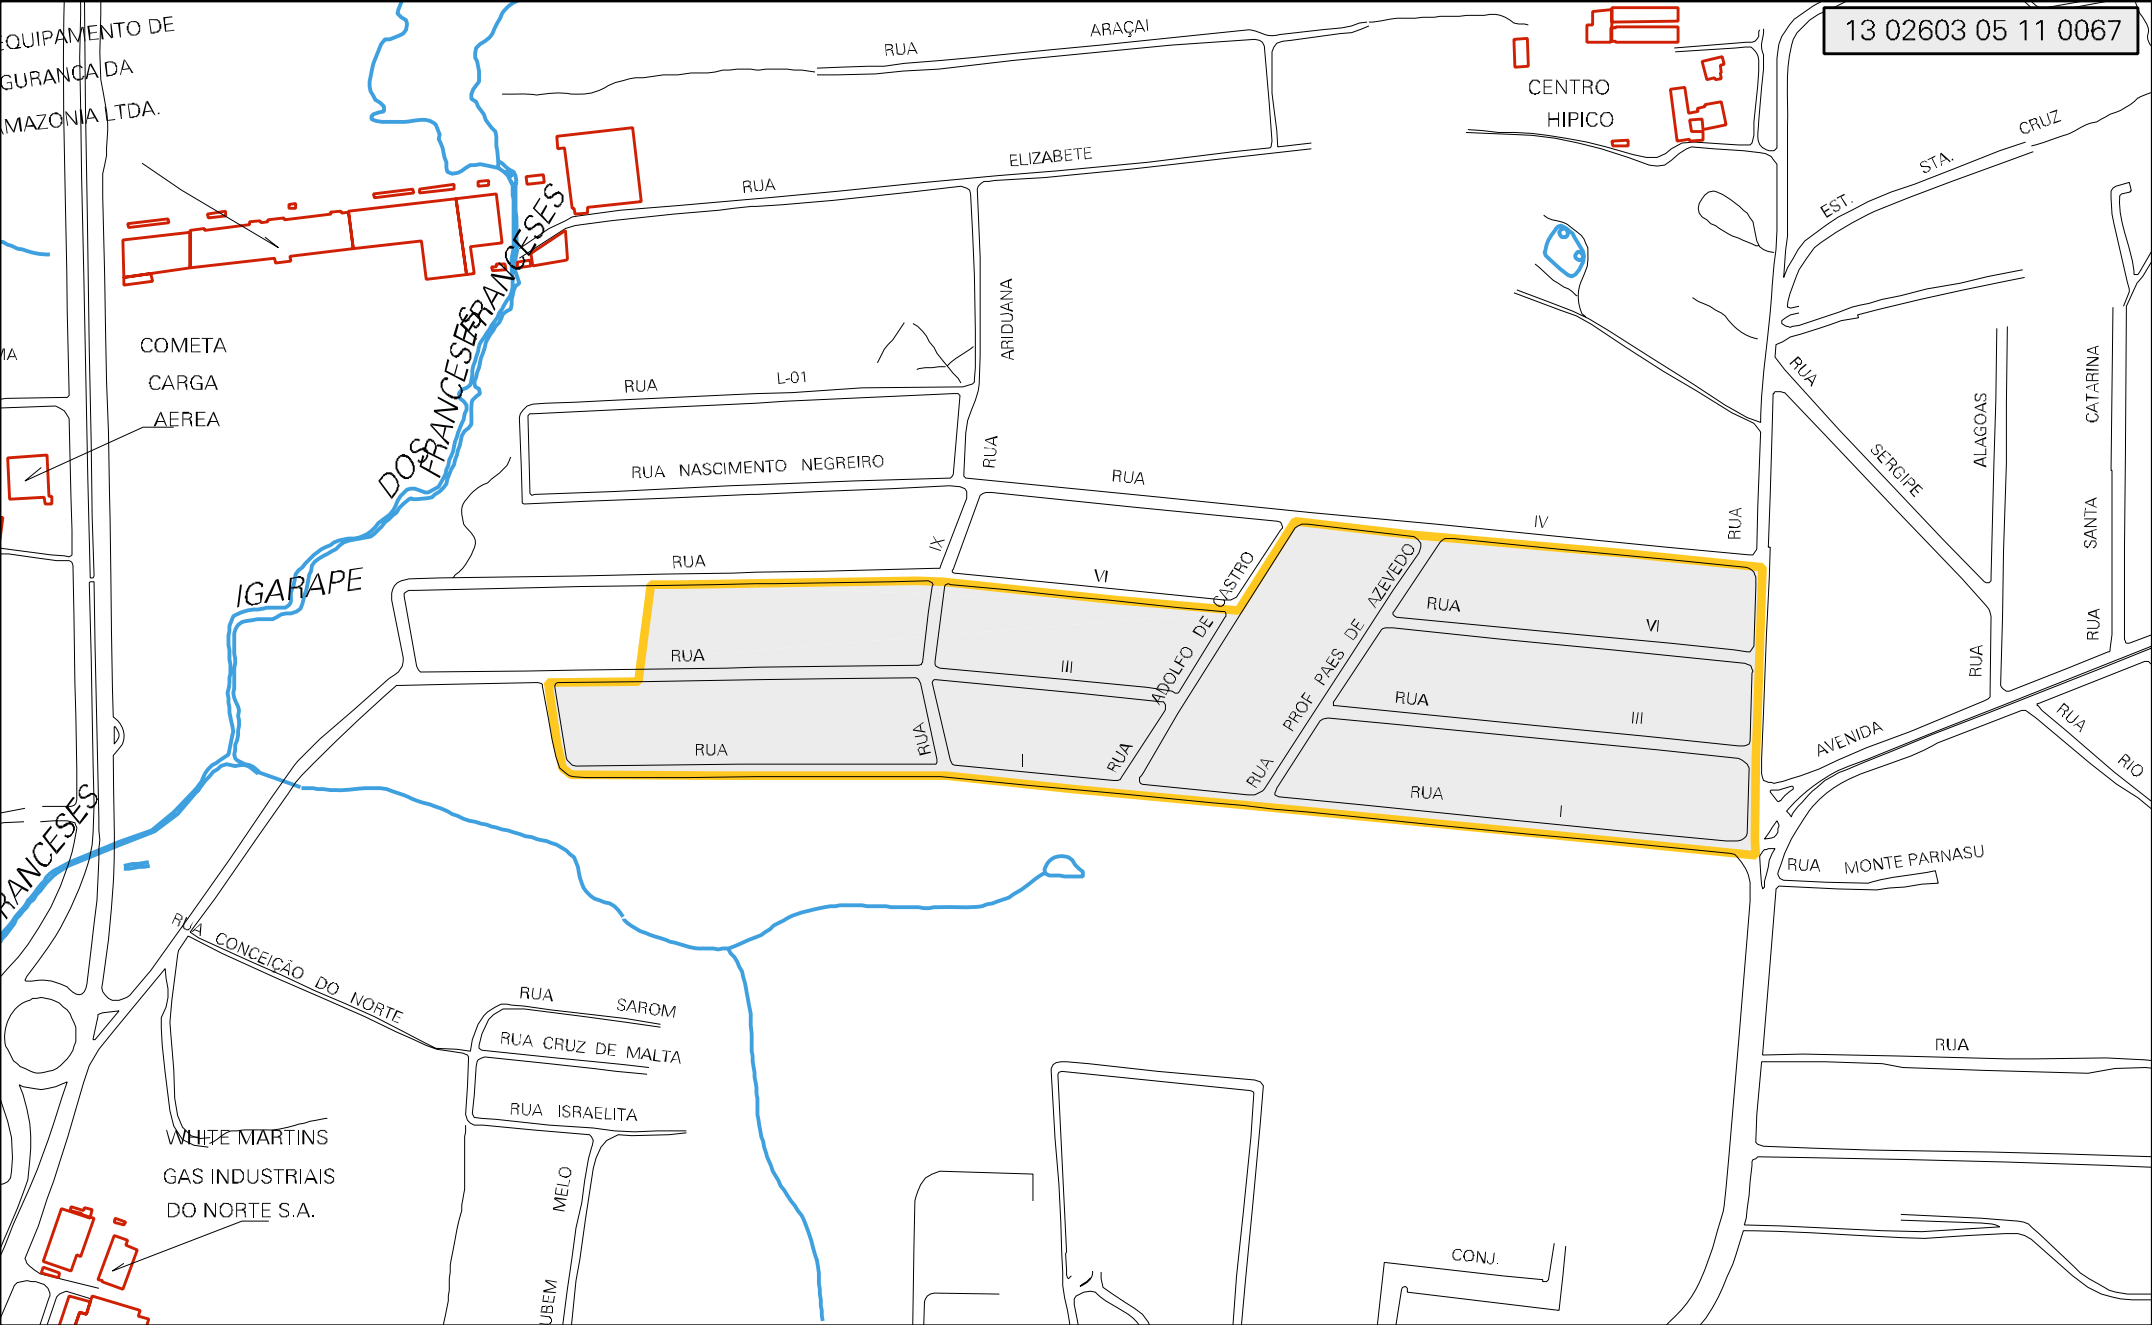 13 02603 05 11 0067
EQUIPAMENTO DE
GURANCA DA
AMAZONIA LTDA.
RUA ARAÇAI
CENTRO
HIPICO
RUA ELIZABETE
EST. STA. CRUZ
FRANCESES
FRANCESES
DOS
IGARAPE
COMETA
CARGA
AEREA
MA
ARIDUANA
RUA
RUA L-01
RUA NASCIMENTO NEGREIRO
RUA IV
RUA
RUA SERGIPE
ALAGOAS
RUA
CATARINA
SANTA
RUA
IX
RUA VI
RUA ADOLFO DE CASTRO
RUA PROF PAES DE AZEVEDO
RUA VI
RUA III
RUA III
RUA
RUA I
RUA I
AVENIDA
RUA RIO
RUA MONTE PARNASU
RANCESES
RUA CONCEIÇÃO DO NORTE
RUA SAROM
RUA CRUZ DE MALTA
RUA ISRAELITA
RUA
WHITE MARTINS
GAS INDUSTRIAIS
DO NORTE S.A.
MELO
UBEM
CONJ.